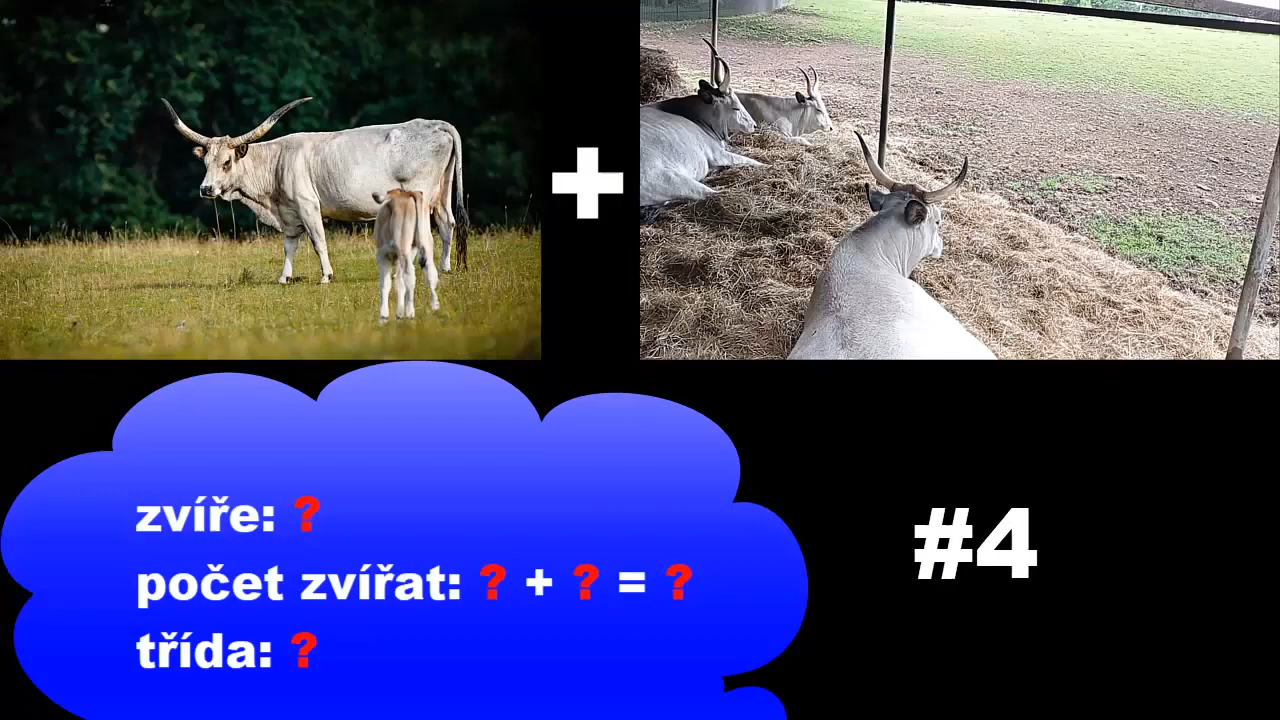 +
zvíře: ?
počet zvířat: ? + ? = ?
třída: ?
#4